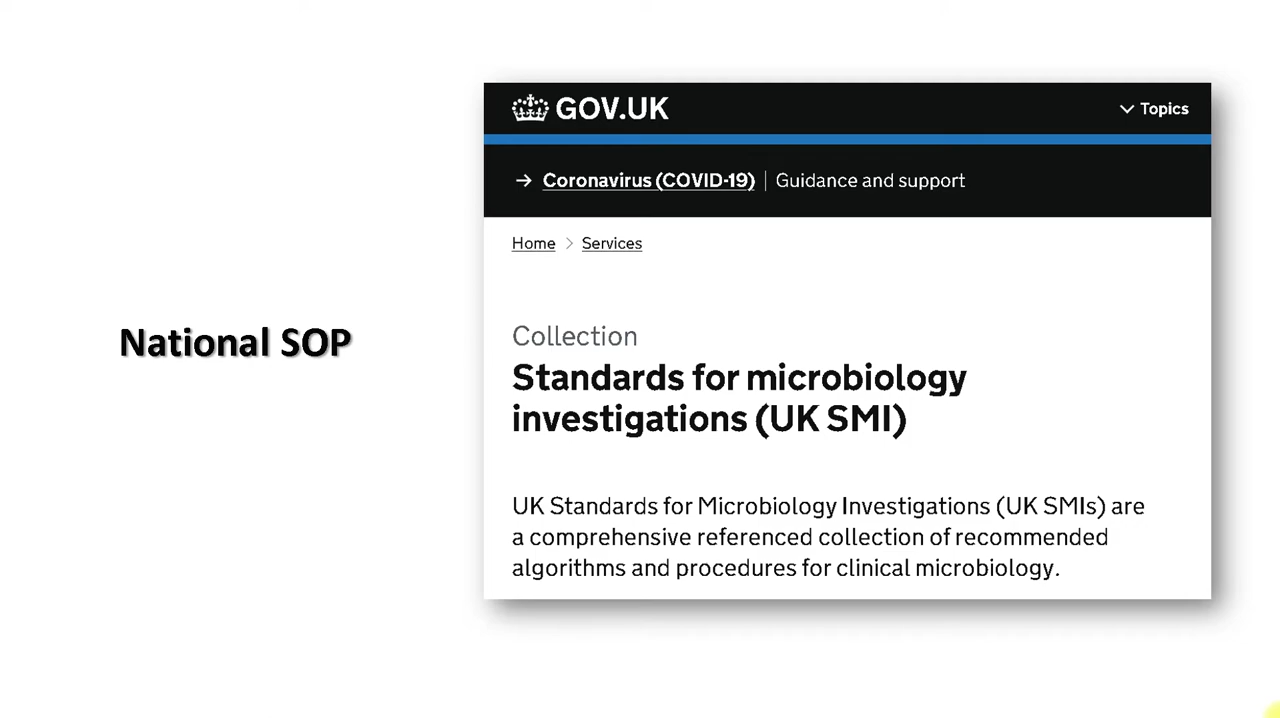 National SOP
GOV.UK
Topics
Coronavirus (COVID-19) | Guidance and support
Home > Services
Collection
Standards for microbiology
investigations (UK SMI)
UK Standards for Microbiology Investigations (UK SMIs) are
a comprehensive referenced collection of recommended
algorithms and procedures for clinical microbiology.